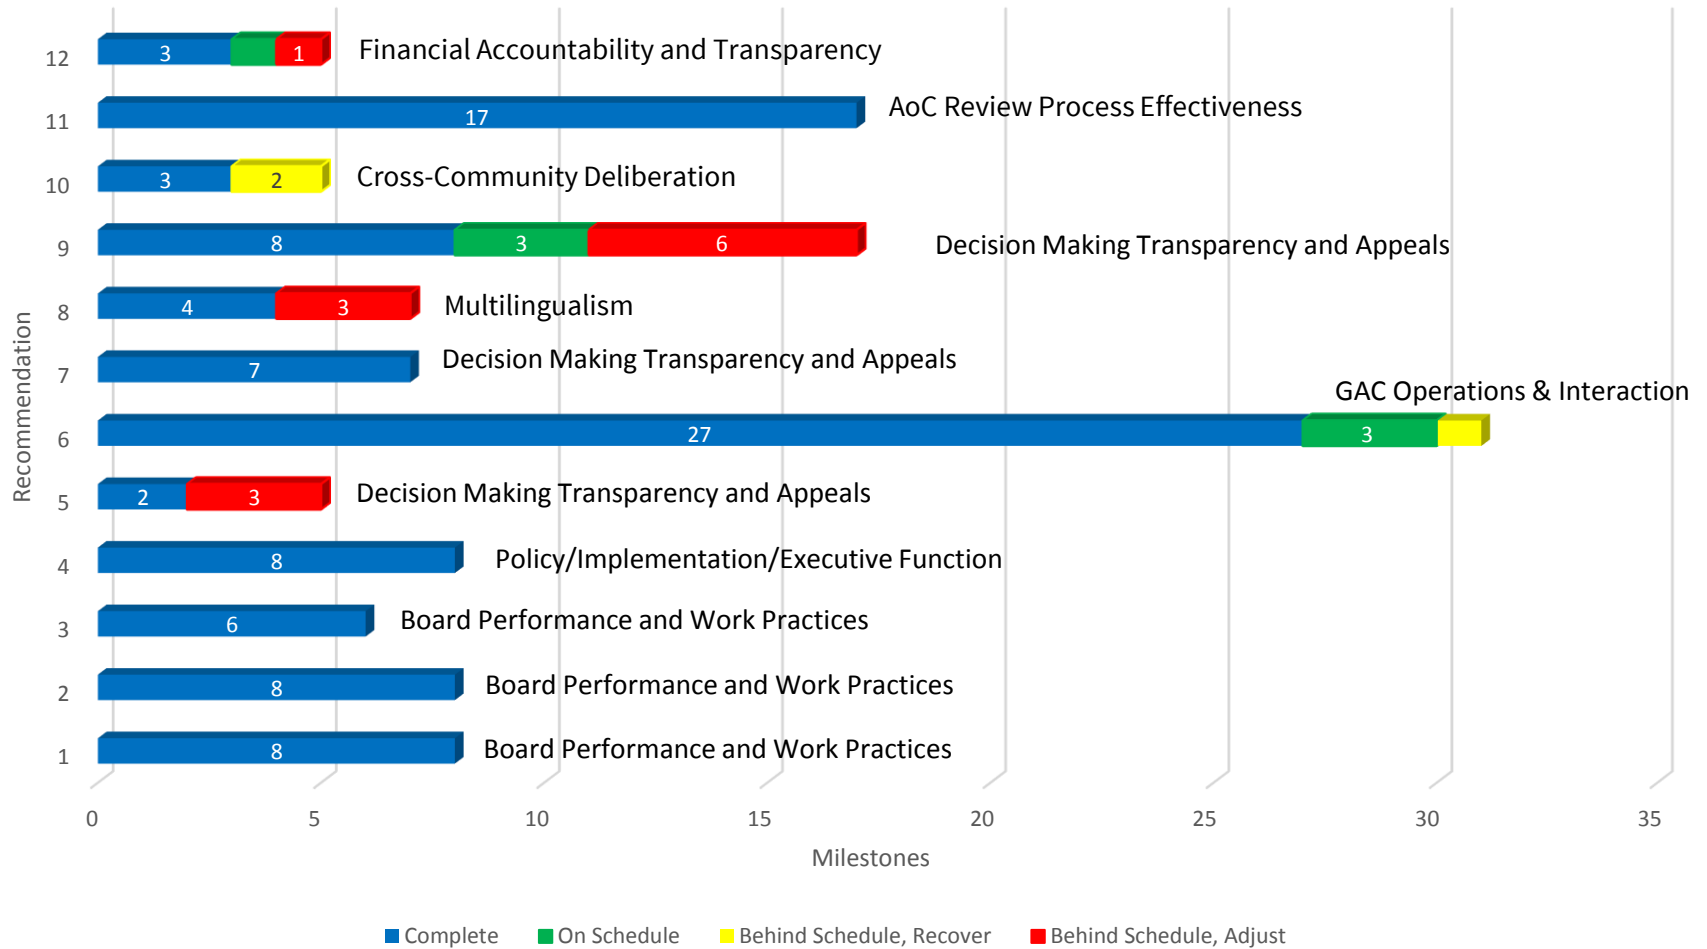 12 3 1 Financial Accountability and Transparency
11 17 AoC Review Process Effectiveness
10 3 2 Cross-Community Deliberation
9 8 3 6 Decision Making Transparency and Appeals
8 4 3 Multilingualism
7 7 Decision Making Transparency and Appeals
GAC Operations & Interaction
6 27 3
5 2 3 Decision Making Transparency and Appeals
4 8 Policy/Implementation/Executive Function
3 6 Board Performance and Work Practices
2 8 Board Performance and Work Practices
1 8 Board Performance and Work Practices
Recommendation
0 5 10 15 20 25 30 35
Milestones
Complete On Schedule Behind Schedule, Recover Behind Schedule, Adjust